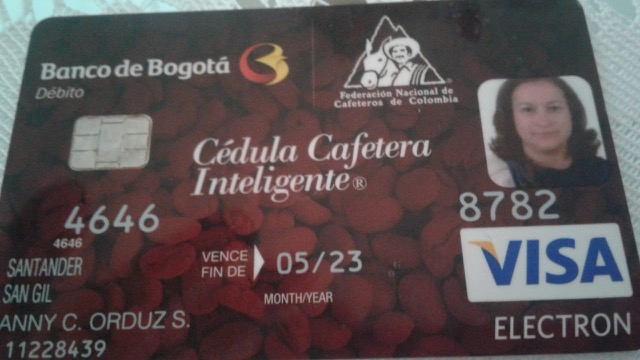 Banco de Bogotá
Débito
Federación Nacional de
Cafeteros de Colombia
Cédula Cafetera
Inteligente®
4646 8782
4646
SANTANDER
SAN GIL
VENCE
FIN DE
05/23
MONTH/YEAR
VISA
ELECTRON
ANNY C. ORDUZ S.
11228439